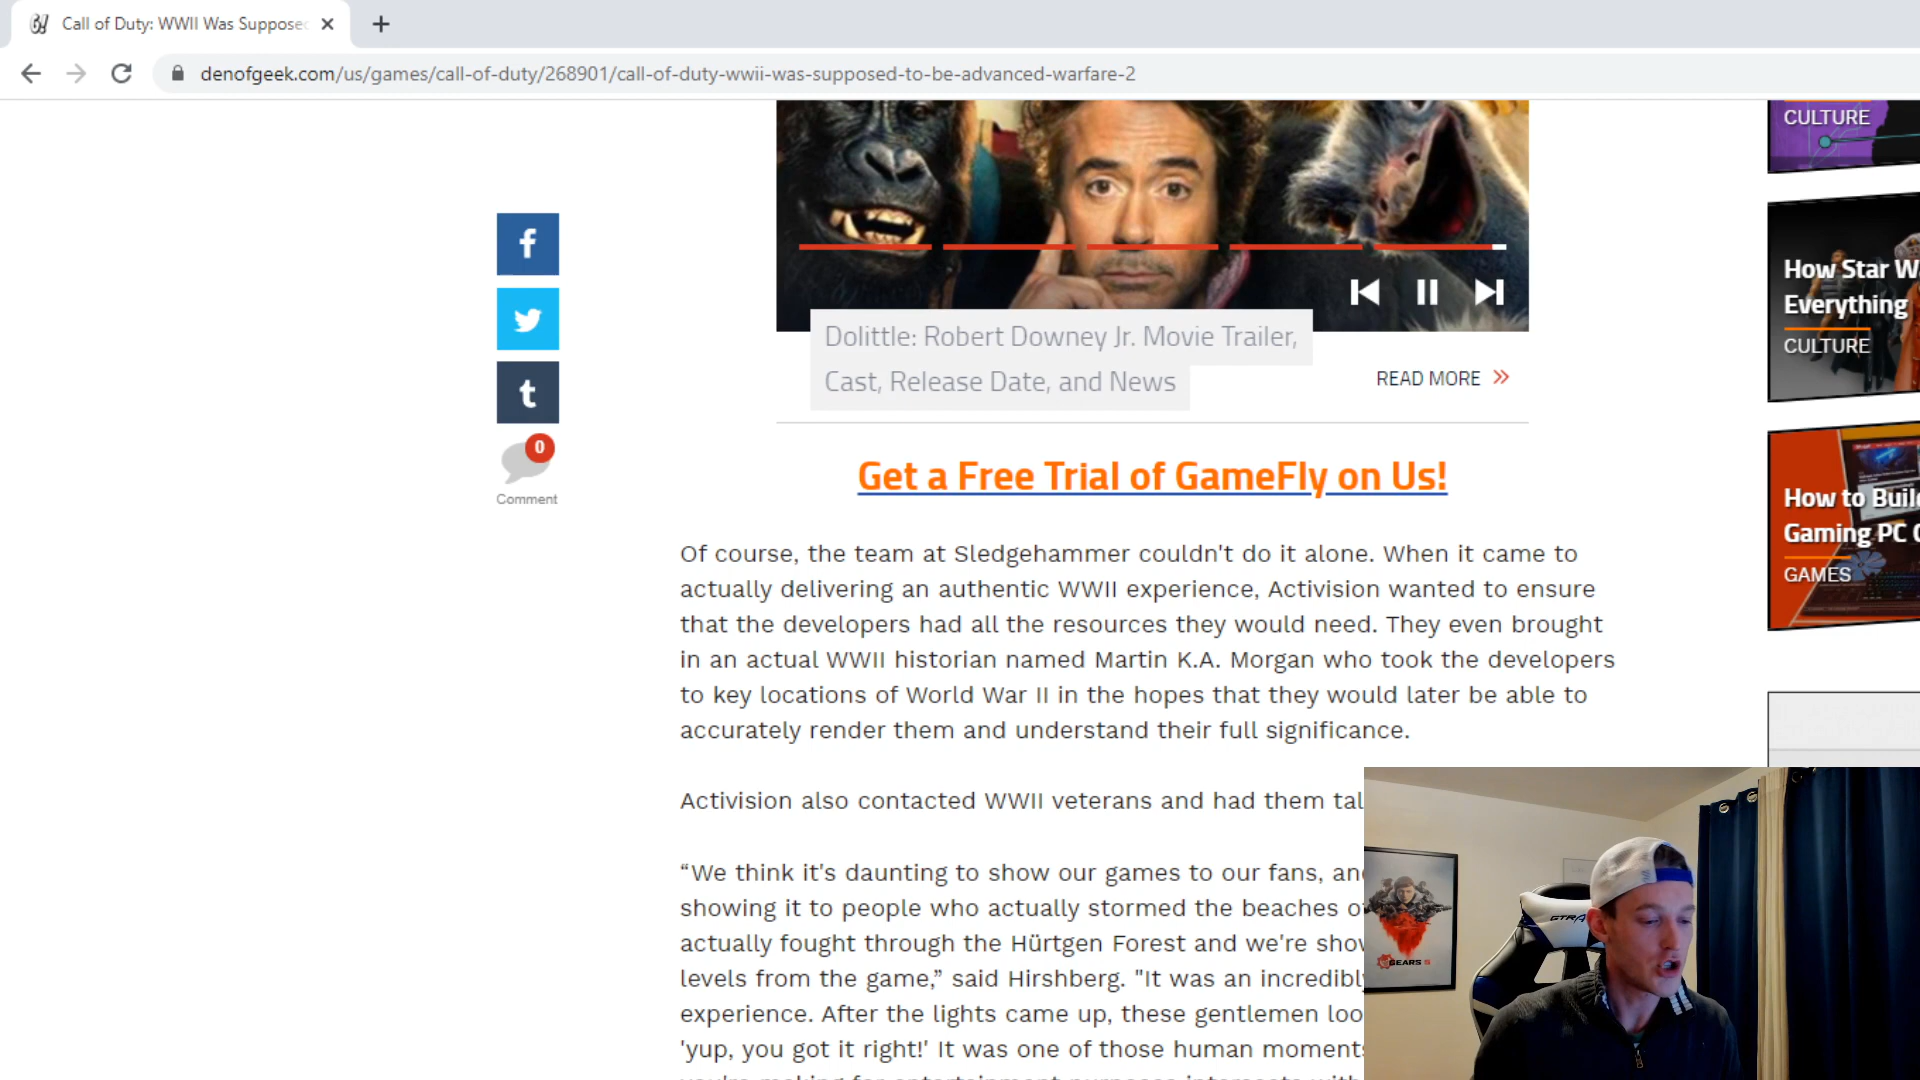 Call of Duty: WWII Was Supposed
denofgeek.com/us/games/call-of-duty/268901/call-of-duty-wwii-was-supposed-to-be-advanced-warfare-2
CULTURE
Dolittle: Robert Downey Jr. Movie Trailer,
Cast, Release Date, and News
READ MORE
How Star W
Everything
CULTURE
0
Comment
Get a Free Trial of GameFly on Us!
How to Build
Gaming PC
GAMES
Of course, the team at Sledgehammer couldn't do it alone. When it came to
actually delivering an authentic WWII experience, Activision wanted to ensure
that the developers had all the resources they would need. They even brought
in an actual WWII historian named Martin K.A. Morgan who took the developers
to key locations of World War II in the hopes that they would later be able to
accurately render them and understand their full significance.
Activision also contacted WWII veterans and had them tal
“We think it's daunting to show our games to our fans, and
showing it to people who actually stormed the beaches o
actually fought through the Hürtgen Forest and we're show
levels from the game,” said Hirshberg. "It was an incredibl
experience. After the lights came up, these gentlemen loo
'yup, you got it right!' It was one of those human moments
GEARS 5